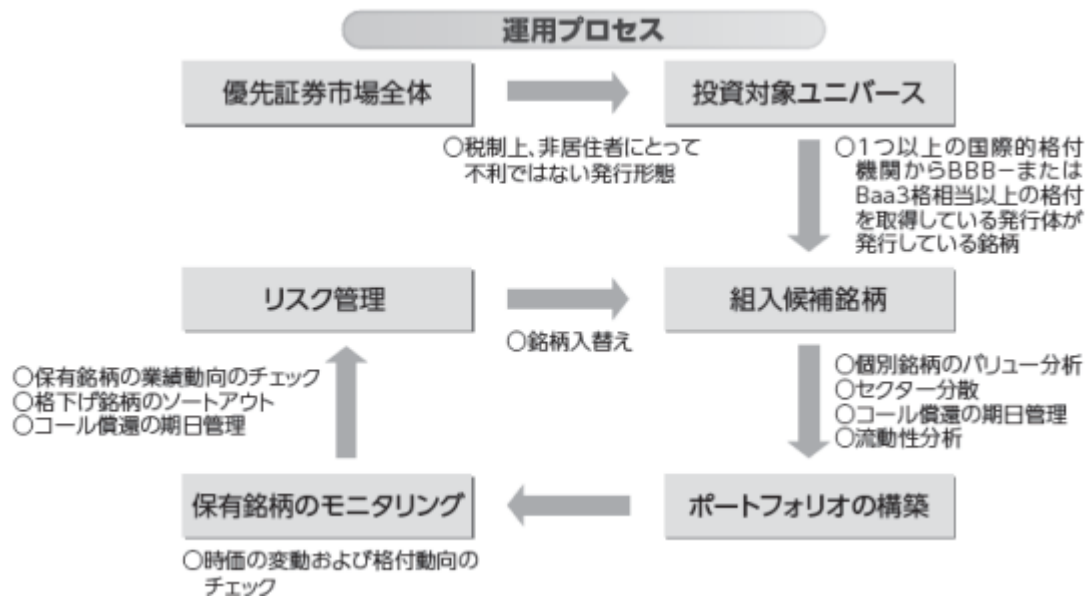 運用プロセス
優先証券市場全体
投資対象ユニバース
○税制上、非居住者にとって
不利ではない発行形態
○1つ以上の国際的格付
機関からBBB−または
Baa3格相当以上の格付
を取得している発行体が
発行している銘柄
リスク管理
組入候補銘柄
○銘柄入替え
○保有銘柄の業績動向のチェック
○格下げ銘柄のソートアウト
○コール償還の期日管理
○個別銘柄のバリュー分析
○セクター分散
○コール償還の期日管理
○流動性分析
保有銘柄のモニタリング
ポートフォリオの構築
○時価の変動および格付動向の
チェック